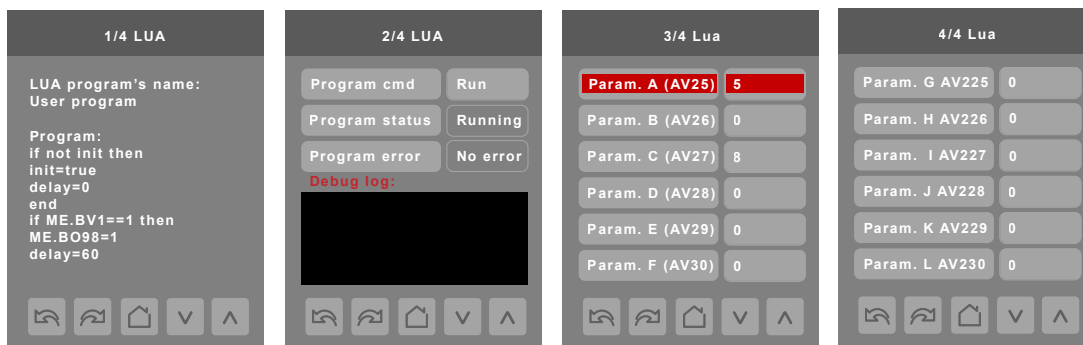 1/4 LUA
LUA program's name:
User program
Program:
if not init then
init=true
delay=0
end
if ME.BV1==1 then
ME.BO98=1
delay=60
2/4 LUA
Program cmd Run
Program status Running
Program error No error
Debug log:
3/4 Lua
Param. A (AV25) 5
Param. B (AV26) 0
Param. C (AV27) 8
Param. D (AV28) 0
Param. E (AV29) 0
Param. F (AV30) 0
4/4 Lua
Param. G AV225 0
Param. H AV226 0
Param. I AV227 0
Param. J AV228 0
Param. K AV229 0
Param. L AV230 0